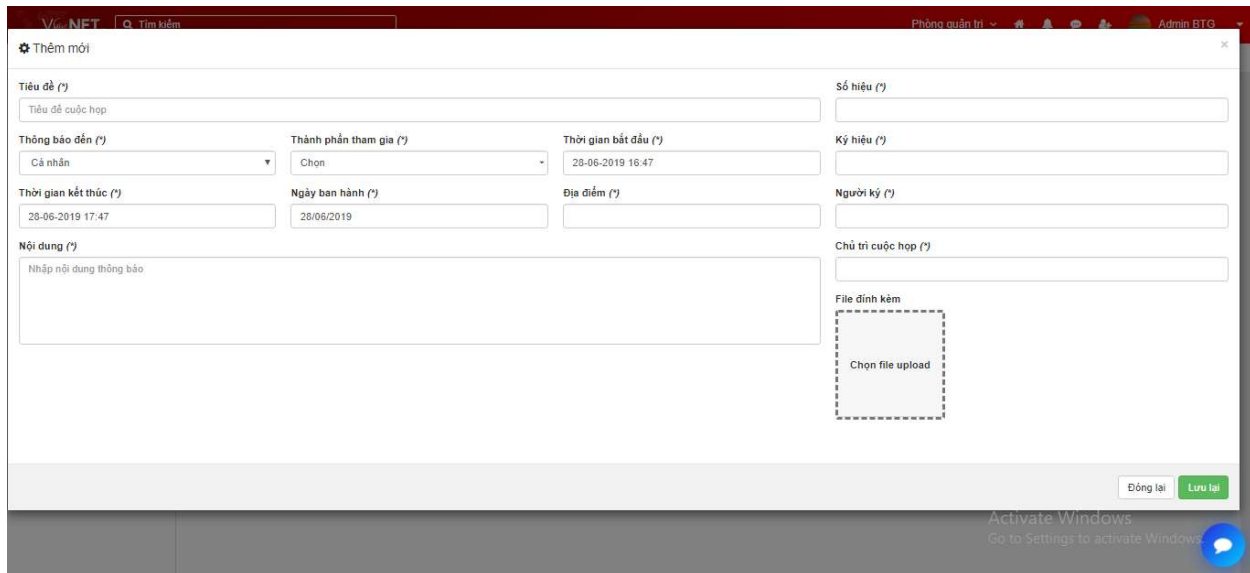 NET
Tìm kiếm
Phòng quản trị
Admin BTG
Thêm mới
×
Tiêu đề (*)
Tiêu đề cuộc họp
Số hiệu (*)
Thông báo đến (*)
Thành phần tham gia (*)
Thời gian bắt đầu (*)
Ký hiệu (*)
Cá nhân
Chọn
28-06-2019 16:47
Thời gian kết thúc (*)
Ngày ban hành (*)
Địa điểm (*)
Người ký (*)
28-06-2019 17:47
28/06/2019
Nội dung (*)
Chủ trì cuộc họp (*)
Nhập nội dung thông báo
File đính kèm
Chọn file upload
Đóng lại
Lưu lại
Activate Windows
Go to Settings to activate Windows.